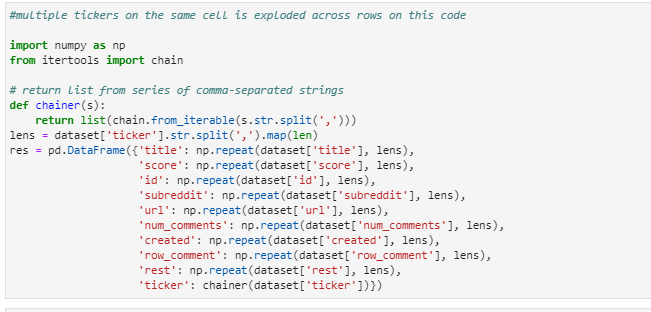 #multiple tickers on the same cell is exploded across rows on this code
import numpy as np
from itertools import chain
# return list from series of comma-separated strings
def chainer(s):
    return list(chain.from_iterable(s.str.split(',')))
lens = dataset['ticker'].str.split(',').map(len)
res = pd.DataFrame({'title': np.repeat(dataset['title'], lens),
                    'score': np.repeat(dataset['score'], lens),
                    'id': np.repeat(dataset['id'], lens),
                    'subreddit': np.repeat(dataset['subreddit'], lens),
                    'url': np.repeat(dataset['url'], lens),
                    'num_comments': np.repeat(dataset['num_comments'], lens),
                    'created': np.repeat(dataset['created'], lens),
                    'row_comment': np.repeat(dataset['row_comment'], lens),
                    'rest': np.repeat(dataset['rest'], lens),
                    'ticker': chainer(dataset['ticker'])})